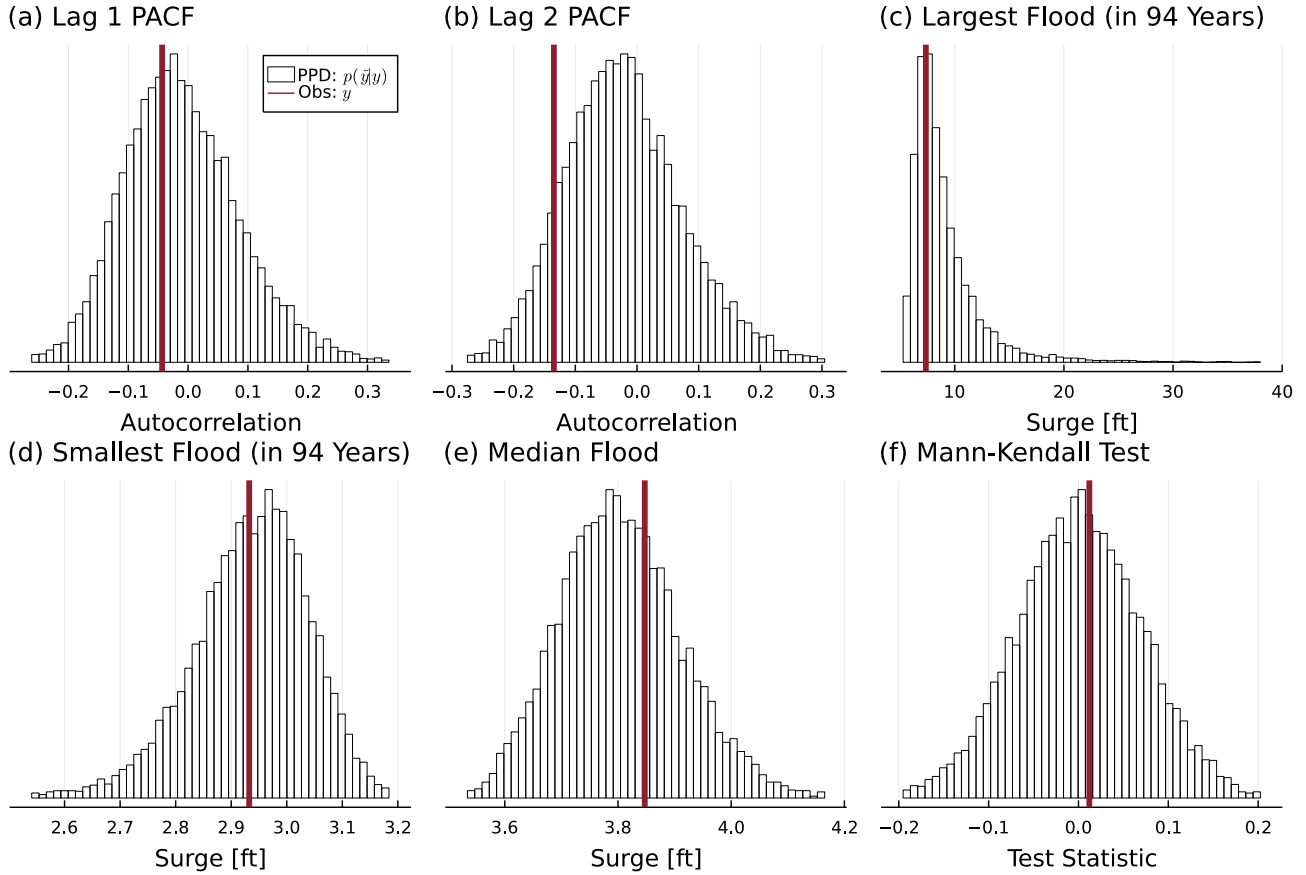 (a) Lag 1 PACF
PPD: p(ỹ|y)
Obs: y
−0.2 −0.1 0.0 0.1 0.2 0.3
Autocorrelation
(b) Lag 2 PACF
−0.3 −0.2 −0.1 0.0 0.1 0.2 0.3
Autocorrelation
(c) Largest Flood (in 94 Years)
10 20 30 40
Surge [ft]
(d) Smallest Flood (in 94 Years)
2.6 2.7 2.8 2.9 3.0 3.1 3.2
Surge [ft]
(e) Median Flood
3.6 3.8 4.0 4.2
Surge [ft]
(f) Mann-Kendall Test
−0.2 −0.1 0.0 0.1 0.2
Test Statistic